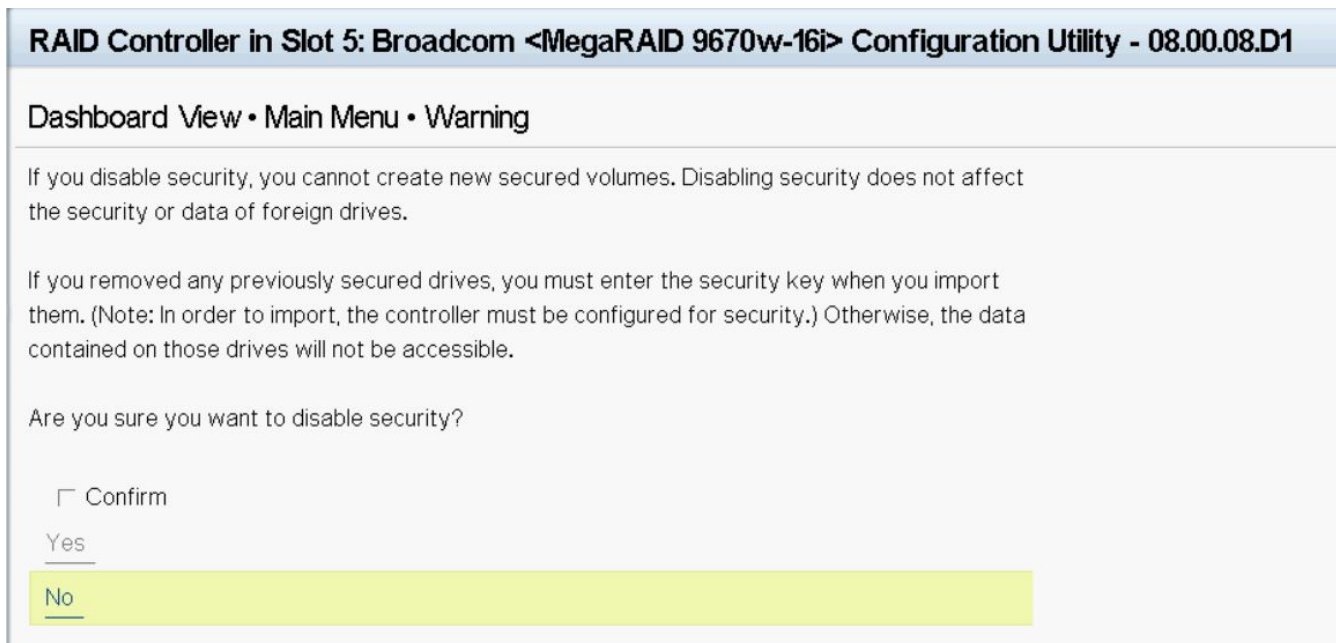 RAID Controller in Slot 5: Broadcom <MegaRAID 9670w-16i> Configuration Utility - 08.00.08.D1
Dashboard View • Main Menu • Warning
If you disable security, you cannot create new secured volumes. Disabling security does not affect
the security or data of foreign drives.
If you removed any previously secured drives, you must enter the security key when you import
them. (Note: In order to import, the controller must be configured for security.) Otherwise, the data
contained on those drives will not be accessible.
Are you sure you want to disable security?
Confirm
Yes
No